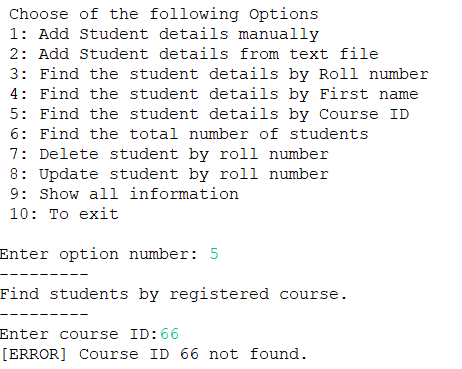 Choose of the following Options
1: Add Student details manually
2: Add Student details from text file
3: Find the student details by Roll number
4: Find the student details by First name
5: Find the student details by Course ID
6: Find the total number of students
7: Delete student by roll number
8: Update student by roll number
9: Show all information
10: To exit
Enter option number: 5
---------
Find students by registered course.
---------
Enter course ID:66
[ERROR] Course ID 66 not found.